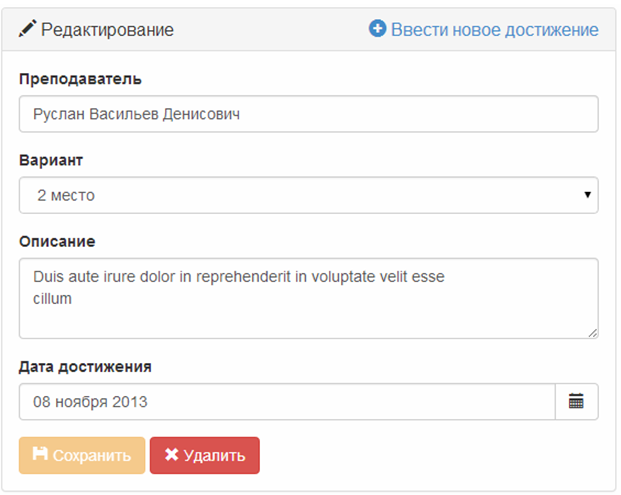 Редактирование
Ввести новое достижение
Преподаватель
Руслан Васильев Денисович
Вариант
2 место
Описание
Duis aute irure dolor in reprehenderit in voluptate velit esse
cillum
Дата достижения
08 ноября 2013
Сохранить
Удалить